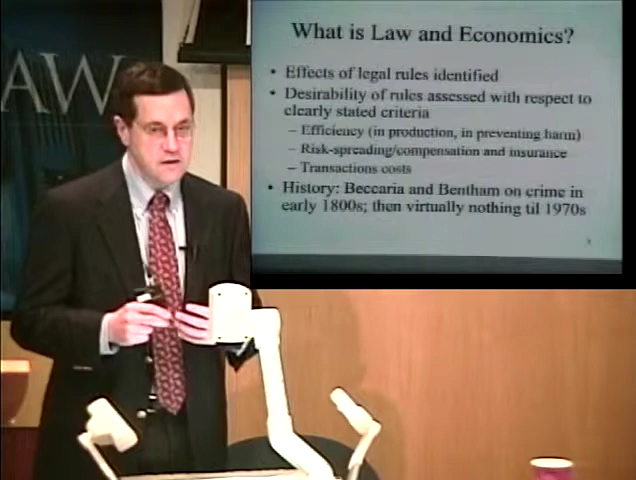 AW
What is Law and Economics?
• Effects of legal rules identified
• Desirability of rules assessed with respect to
clearly stated criteria
– Efficiency (in production, in preventing harm)
– Risk-spreading/compensation and insurance
– Transactions costs
• History: Beccaria and Bentham on crime in
early 1800s; then virtually nothing til 1970s